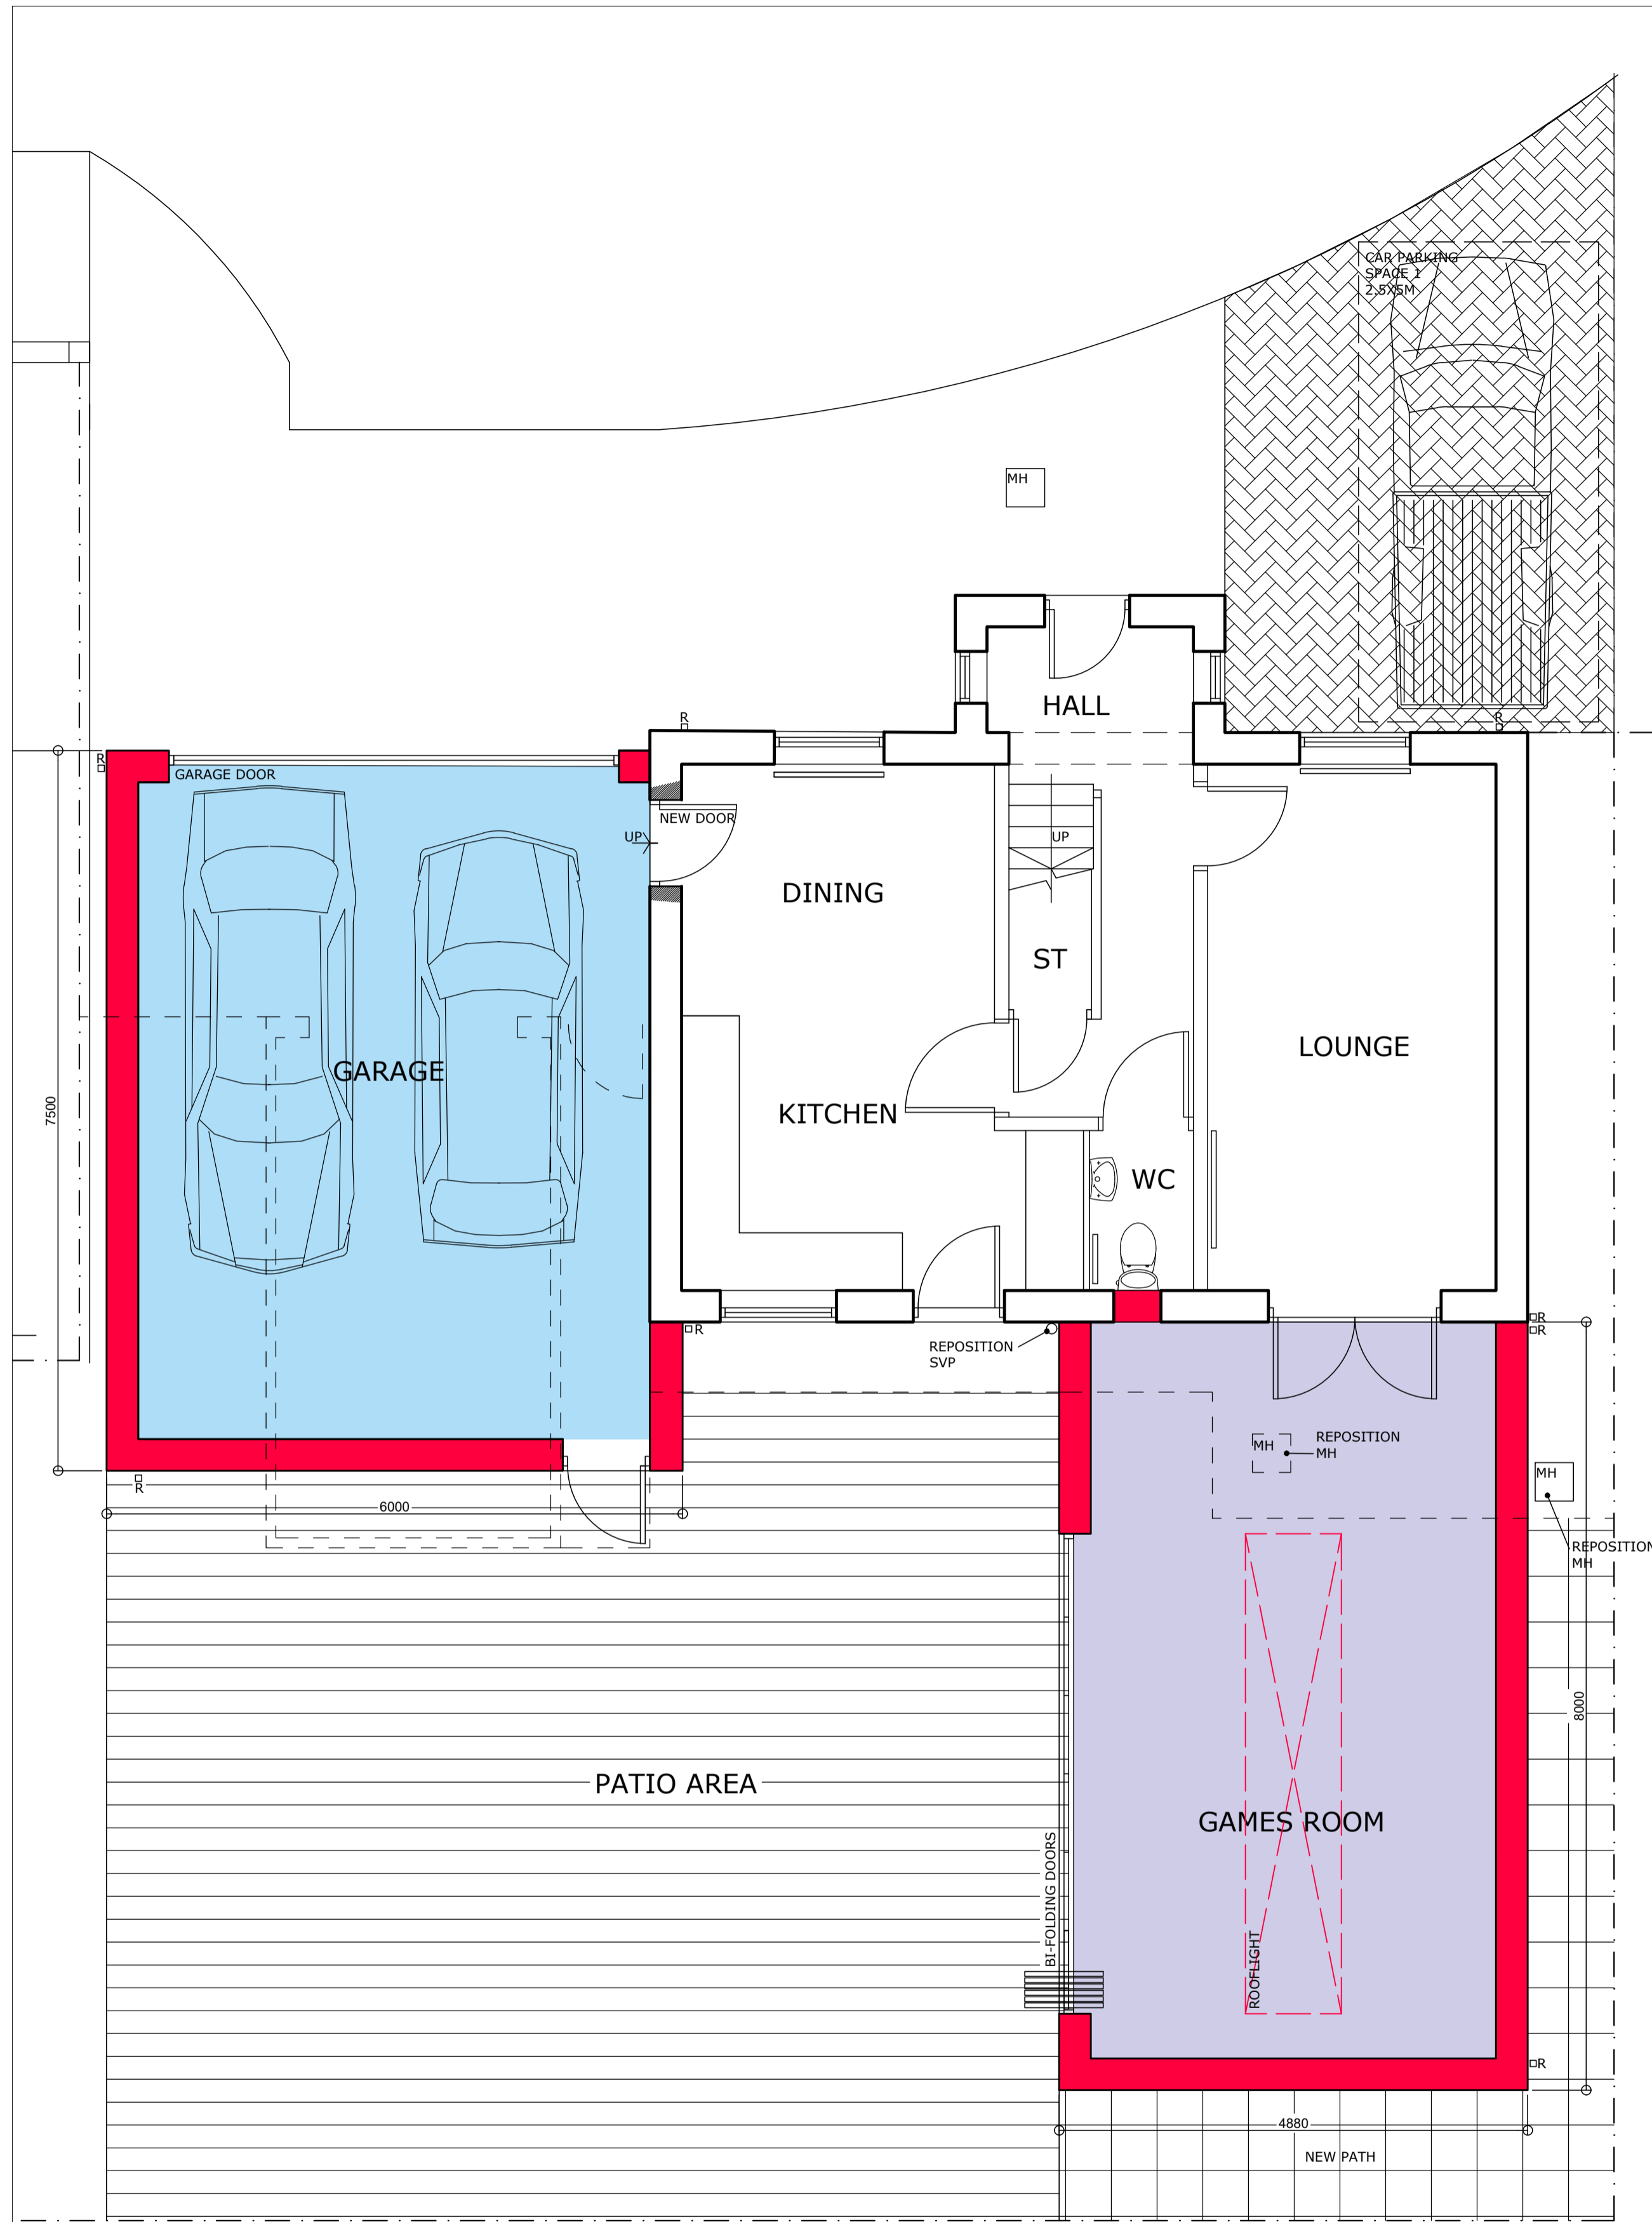 CAR PARKING
SPACE 1
2.5X5M
MH
HALL
R
R
R
GARAGE DOOR
NEW DOOR
UP
UP
DINING
ST
LOUNGE
GARAGE
7500
KITCHEN
WC
R
R
R
REPOSITION
SVP
REPOSITION
MH
MH
MH
R
6000
REPOSITION
MH
8000
PATIO AREA
GAMES ROOM
BI-FOLDING DOORS
ROOFLIGHT
R
4880
NEW PATH